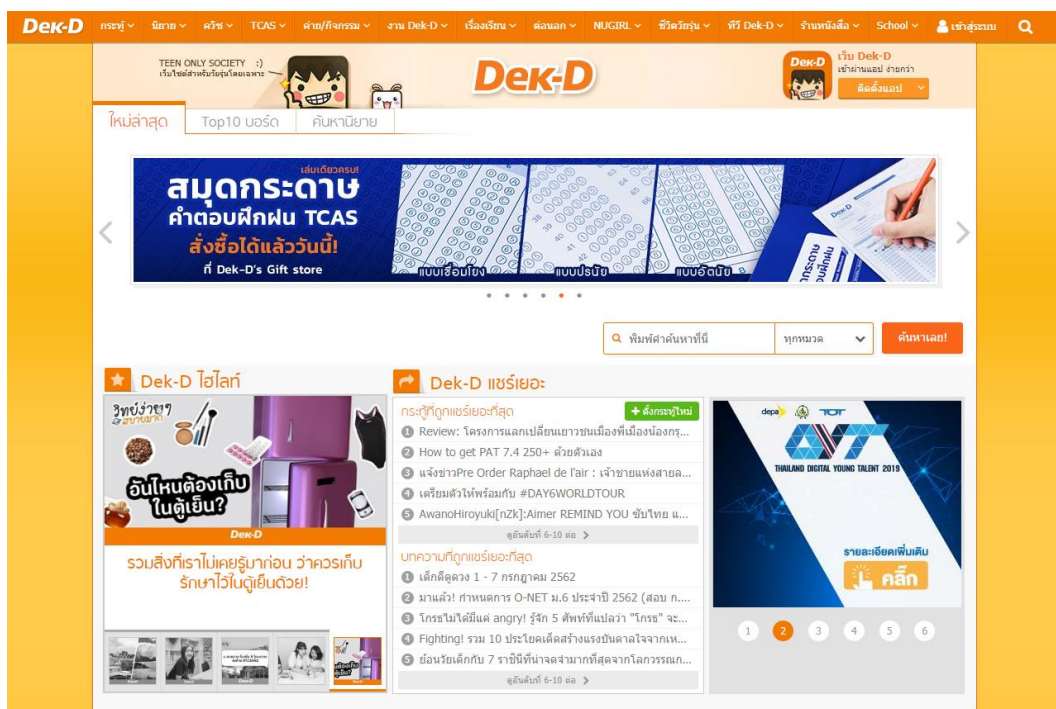 Dek-D กระทู้ นิยาย ควิซ TCAS ค่าย/กิจกรรม งาน Dek-D เรื่องเรียน ต่อนอก NUGIRL ชีวิตวัยรุ่น ทีวี Dek-D ร้านหนังสือ School เข้าสู่ระบบ
TEEN ONLY SOCIETY :)
เว็บไซต์สำหรับวัยรุ่นโดยเฉพาะ
Dek-D
Dek-D
เว็บ Dek-D
เข้าผ่านแอป ง่ายกว่า
ติดตั้งแอป
ใหม่ล่าสุด Top10 บอร์ด ค้นหานิยาย
เล่มเดียวครบ!
สมุดกระดาษ
คำตอบฝึกฝน TCAS
สั่งซื้อได้แล้ววันนี้!
ที่ Dek-D's Gift store
แบบเชื่อมโยง แบบปรนัย แบบอัตนัย
Dek-D
พิมพ์คำค้นหาที่นี่ ทุกหมวด ค้นหาเลย!
Dek-D ไฮไลท์
วิทย์ง่ายๆ
อันไหนต้องเก็บ
ในตู้เย็น?
Dek-D
รวมสิ่งที่เราไม่เคยรู้มาก่อน ว่าควรเก็บ
รักษาไว้ในตู้เย็นด้วย!
Dek-D แชร์เยอะ
กระทู้ที่ถูกแชร์เยอะที่สุด + ตั้งกระทู้ใหม่
1 Review: โครงการแลกเปลี่ยนเยาวชนเมืองพี่เมืองน้องกรุ...
2 How to get PAT 7.4 250+ ด้วยตัวเอง
3 แจ้งข่าวPre Order Raphael de l'air : เจ้าชายแห่งสายล...
4 เตรียมตัวให้พร้อมกับ #DAY6WORLDTOUR
5 AwanoHiroyuki[nZk]:Aimer REMIND YOU ซับไทย แ...
ดูอันดับที่ 6-10 ต่อ
บทความที่ถูกแชร์เยอะที่สุด
1 เด็กดีดูดวง 1 - 7 กรกฎาคม 2562
2 มาแล้ว! กำหนดการ O-NET ม.6 ประจำปี 2562 (สอบ ก....
3 โกรธไม่ได้มีแค่ angry! รู้จัก 5 ศัพท์ที่แปลว่า "โกรธ" จะ...
4 Fighting! รวม 10 ประโยคเด็ดสร้างแรงบันดาลใจจากเห...
5 ย้อนวัยเด็กกับ 7 ราชินีที่น่าจดจำมากที่สุดจากโลกวรรณก...
ดูอันดับที่ 6-10 ต่อ
depa TOT
AVT
THAILAND DIGITAL YOUNG TALENT 2019
รายละเอียดเพิ่มเติม
คลิ๊ก
1 2 3 4 5 6